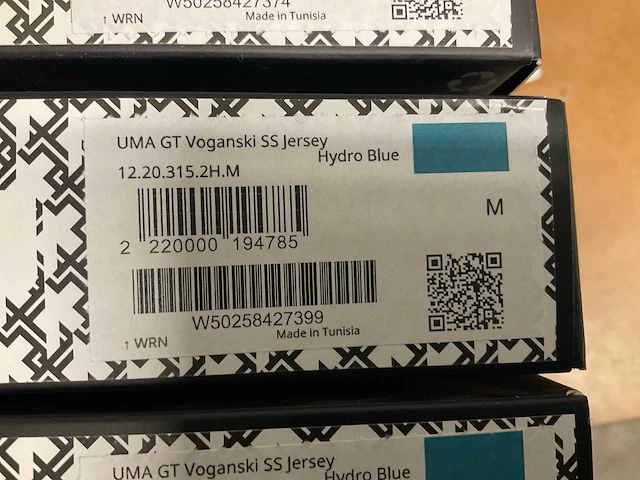 W50258427374
↑ WRN
Made in Tunisia
UMA GT Voganski SS Jersey
Hydro Blue
12.20.315.2H.M
M
2 220000 194785
W50258427399
Made in Tunisia
↑ WRN
UMA GT Voganski SS Jersey
Hydro Blue